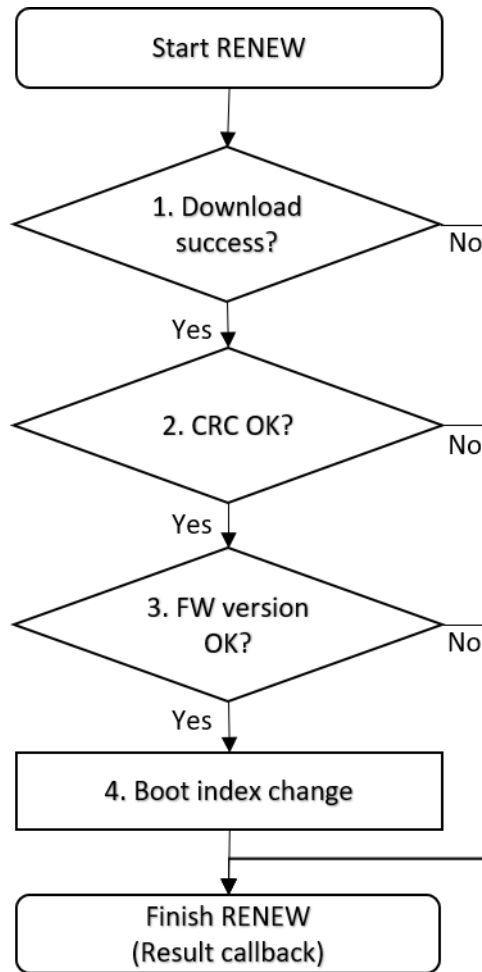 Start RENEW
1. Download
success?
No
Yes
2. CRC OK?
No
Yes
3. FW version
OK?
No
Yes
4. Boot index change
Finish RENEW
(Result callback)